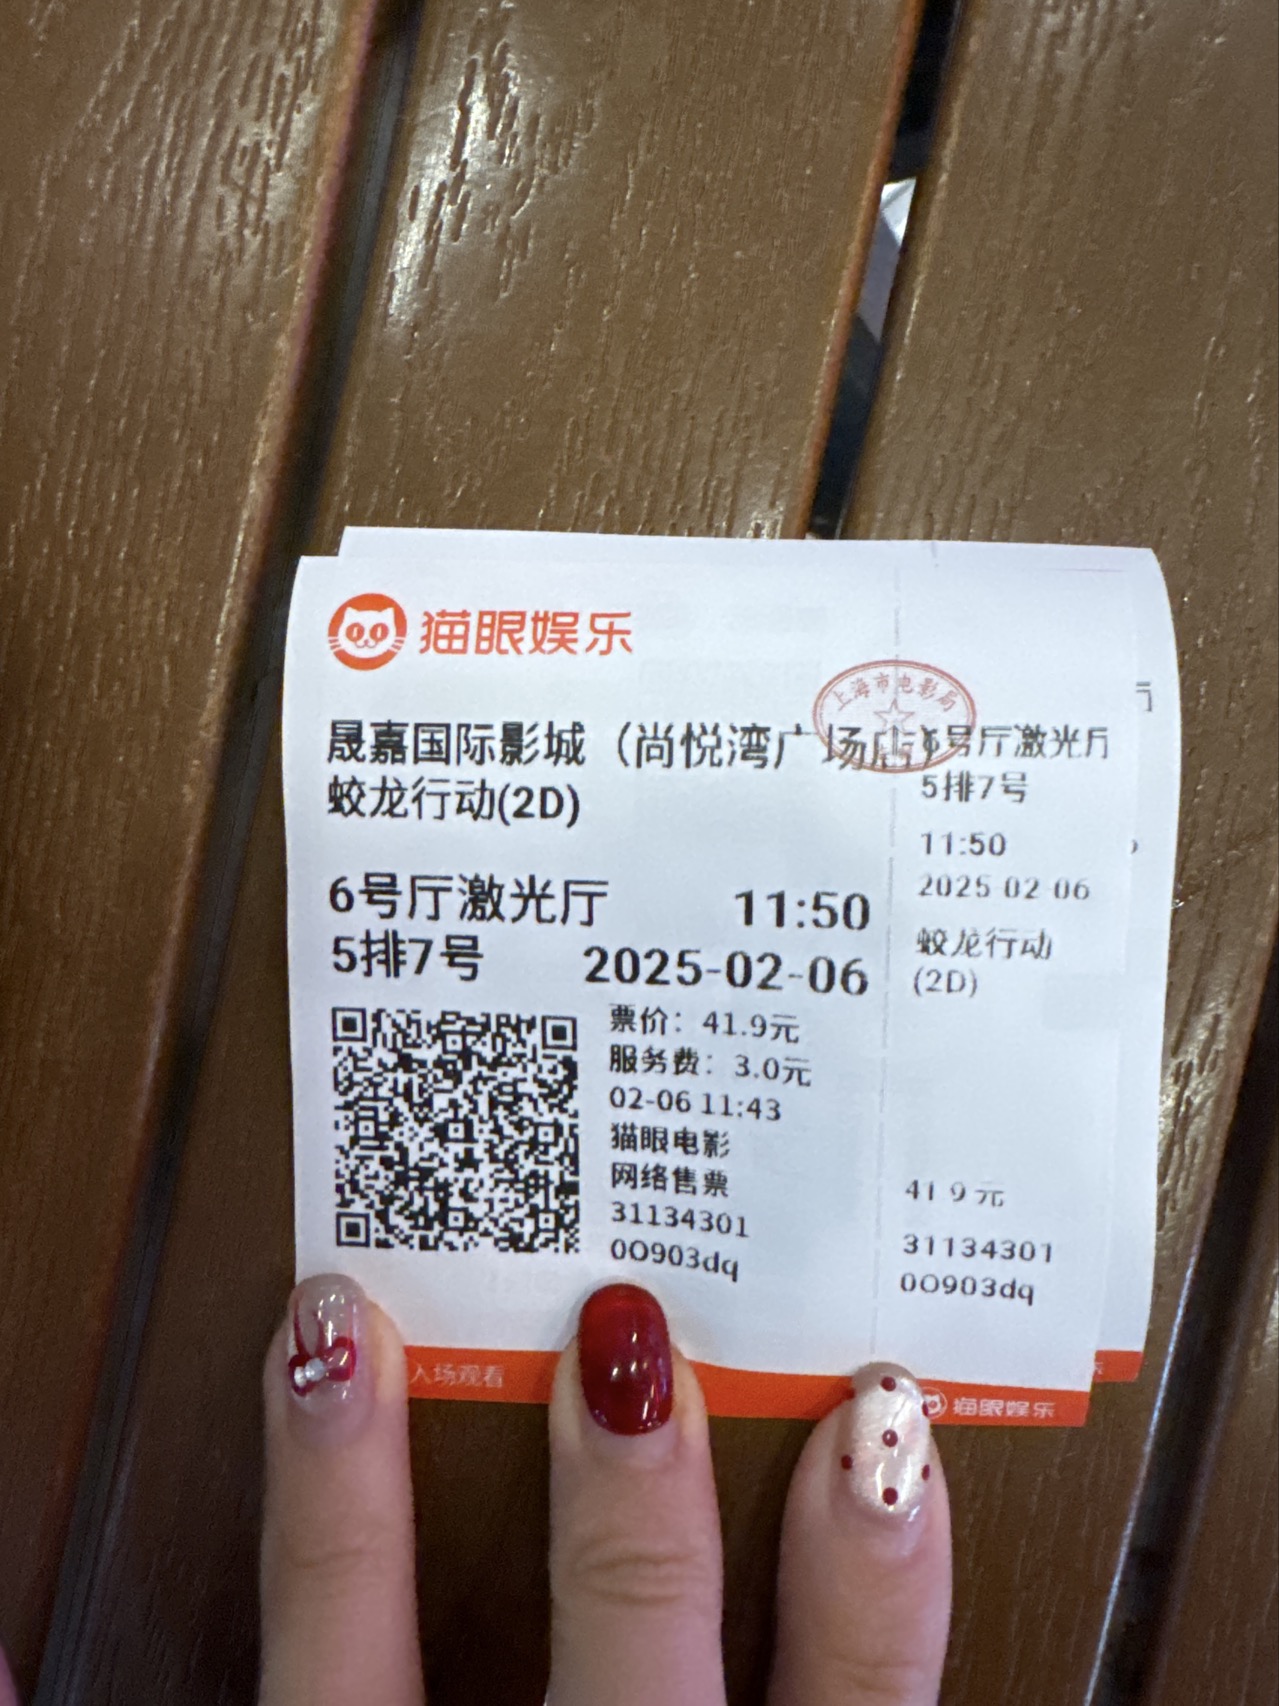 猫眼娱乐
上海市电影局
晟嘉国际影城（尚悦湾广场店）
蛟龙行动(2D)
6号厅激光厅 11:50
5排7号 2025-02-06
票价：41.9元
服务费：3.0元
02-06 11:43
猫眼电影
网络售票
31134301
0O903dq
入场观看
6号厅激光厅
5排7号
11:50
2025-02-06
蛟龙行动
(2D)
41.9元
31134301
0O903dq
猫眼娱乐